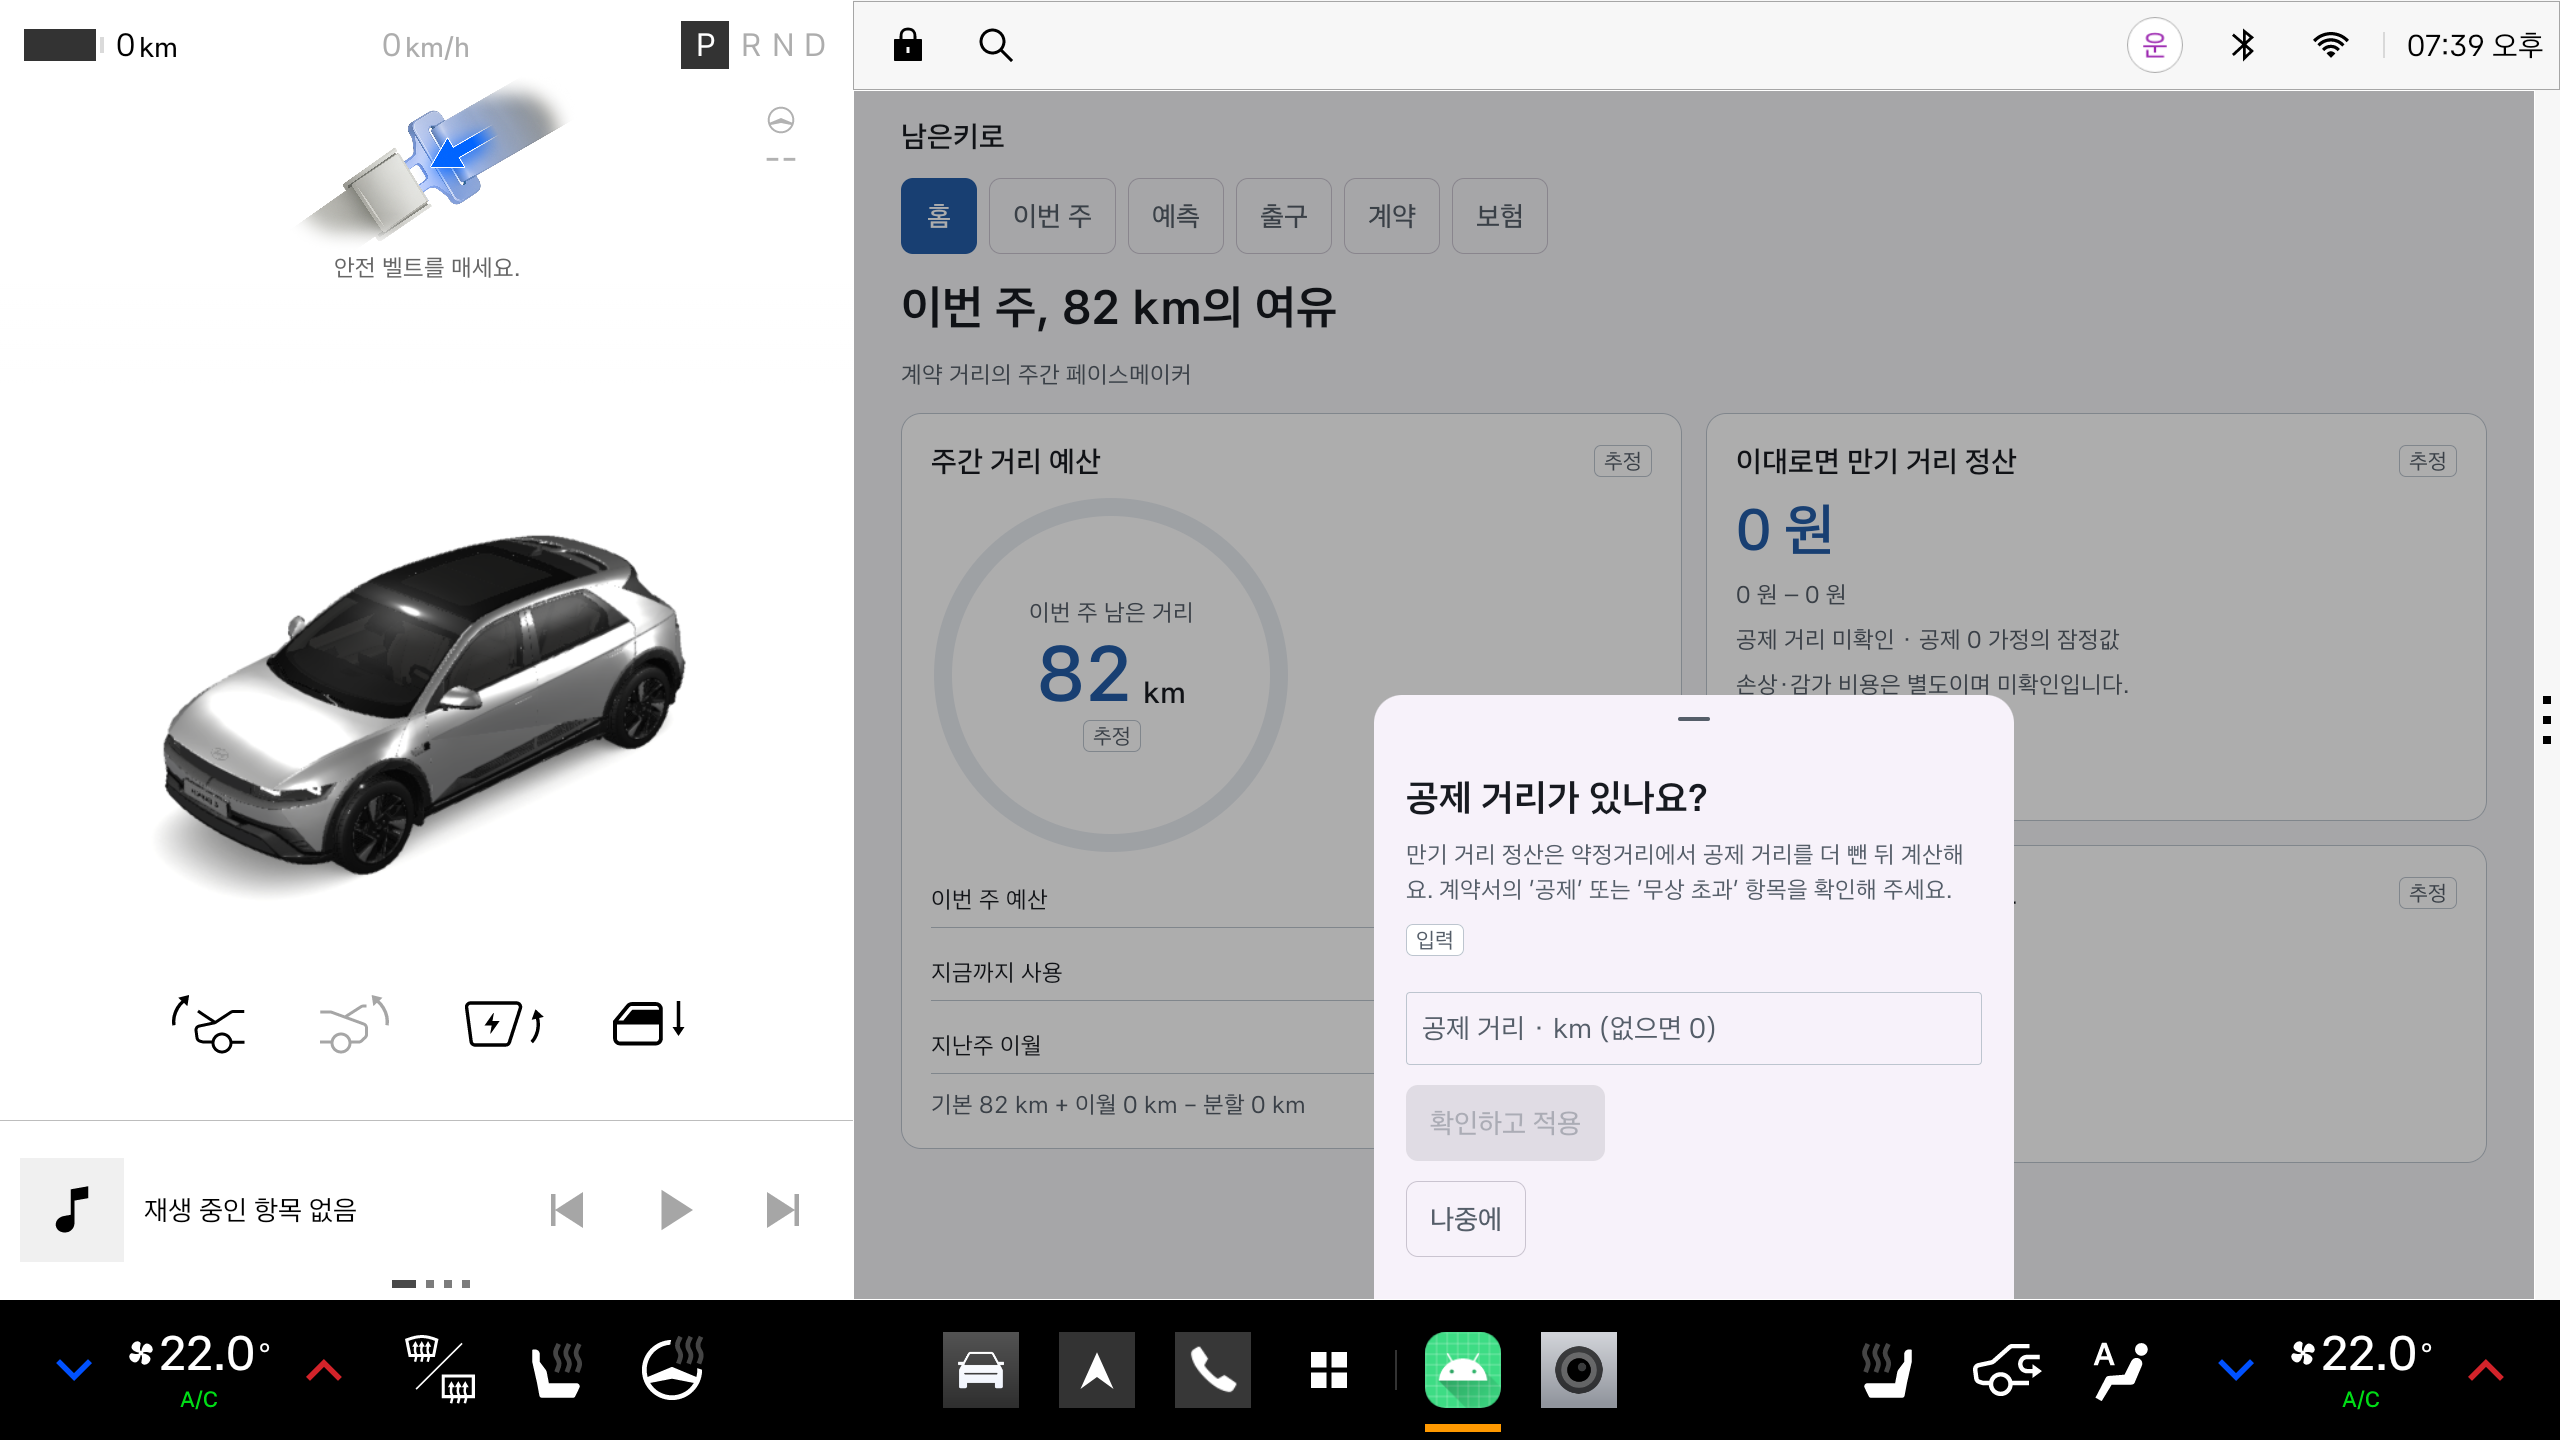 0 km
0 km/h
P R N D
안전 벨트를 매세요.
재생 중인 항목 없음
운
07:39 오후
남은키로
홈
이번 주
예측
출구
계약
보험
이번 주, 82 km의 여유
계약 거리의 주간 페이스메이커
주간 거리 예산
추정
이번 주 남은 거리
82 km
추정
이번 주 예산
지금까지 사용
지난주 이월
기본 82 km + 이월 0 km − 분할 0 km
이대로면 만기 거리 정산
추정
0 원
0 원 – 0 원
공제 거리 미확인 · 공제 0 가정의 잠정값
손상·감가 비용은 별도이며 미확인입니다.
추정
공제 거리가 있나요?
만기 거리 정산은 약정거리에서 공제 거리를 더 뺀 뒤 계산해
요. 계약서의 '공제' 또는 '무상 초과' 항목을 확인해 주세요.
입력
공제 거리 · km (없으면 0)
확인하고 적용
나중에
22.0°
A/C
A
22.0°
A/C